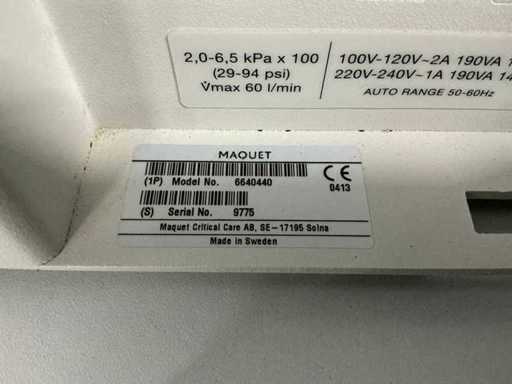 2,0-6,5 kPa x 100
(29-94 psi)
V̇max 60 l/min
100V-120V~2A 190VA 1
220V-240V~1A 190VA 14
AUTO RANGE 50-60Hz
MAQUET
(1P) Model No. 6640440
CE
0413
(S) Serial No. 9775
Maquet Critical Care AB, SE-17195 Solna
Made in Sweden